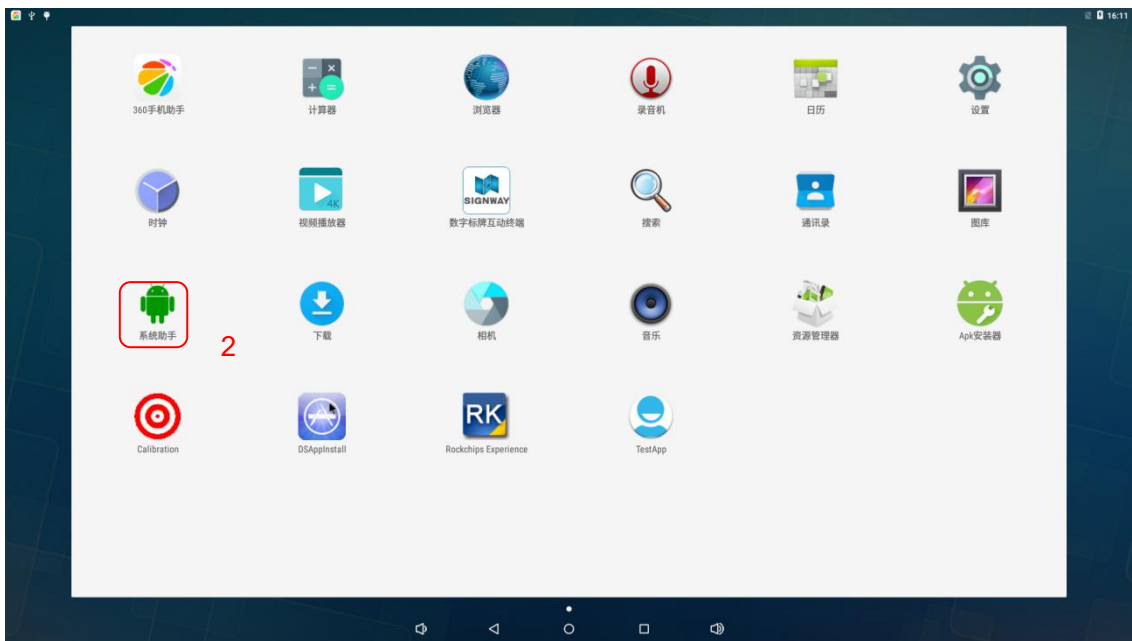 16:11
360手机助手
计算器
浏览器
录音机
日历
设置
时钟
4K
视频播放器
SIGNWAY
数字标牌互动终端
搜索
通讯录
图库
系统助手
2
下载
相机
音乐
资源管理器
Apk安装器
Calibration
DSAppInstall
RK
Rockchips Experience
TestApp